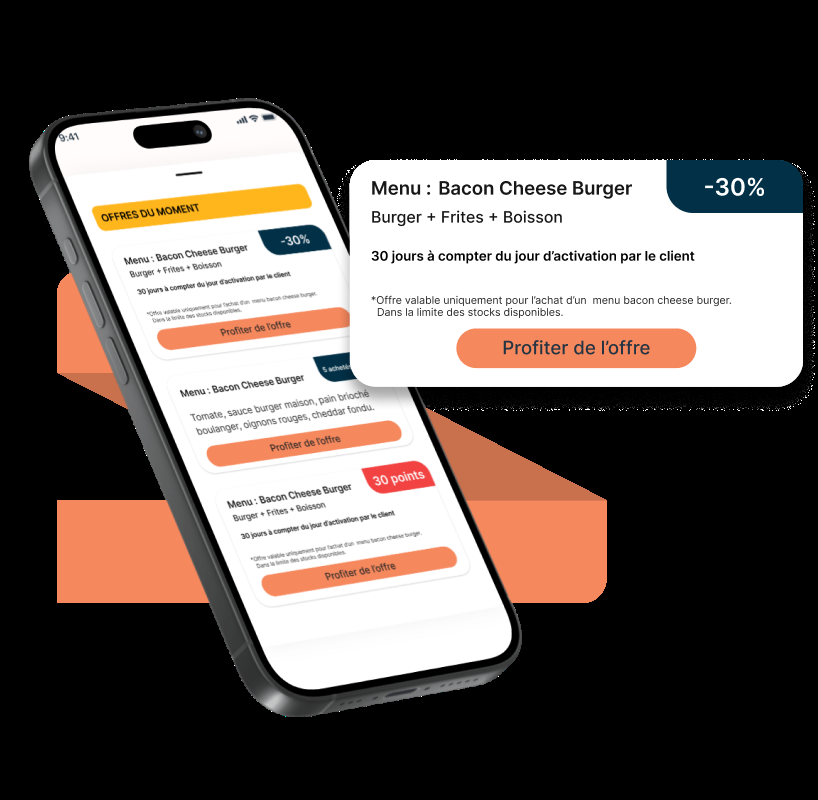 9:41
OFFRES DU MOMENT
Menu : Bacon Cheese Burger
-30%
Burger + Frites + Boisson
30 jours à compter du jour d’activation par le client
*Offre valable uniquement pour l’achat d’un menu bacon cheese burger.
Dans la limite des stocks disponibles.
Profiter de l’offre
Menu : Bacon Cheese Burger
5
Tomate, sauce burger maison, pain brioché
boulanger, oignons rouges, cheddar fondu.
Profiter de l’offre
Menu : Bacon Cheese Burger
30 points
Burger + Frites + Boisson
30 jours à compter du jour d’activation par le client
*Offre valable uniquement pour l’achat d’un menu bacon cheese burger.
Dans la limite des stocks disponibles.
Profiter de l’offre
Menu : Bacon Cheese Burger
-30%
Burger + Frites + Boisson
30 jours à compter du jour d’activation par le client
*Offre valable uniquement pour l’achat d’un menu bacon cheese burger.
Dans la limite des stocks disponibles.
Profiter de l’offre